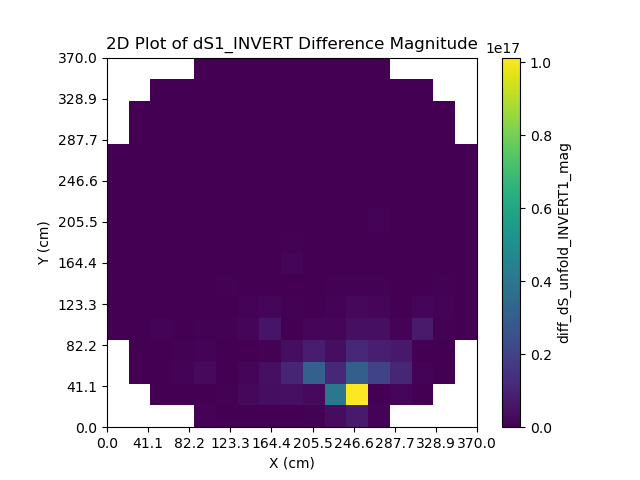 2D Plot of dS1_INVERT Difference Magnitude
1e17
370.0
328.9
287.7
246.6
205.5
164.4
123.3
82.2
41.1
0.0
Y (cm)
0.0 41.1 82.2 123.3 164.4 205.5 246.6 287.7 328.9 370.0
X (cm)
1.0
0.8
0.6
0.4
0.2
0.0
diff_dS_unfold_INVERT1_mag